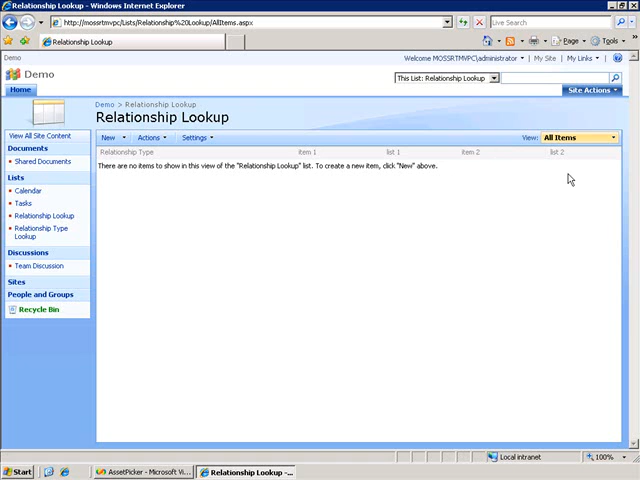 Relationship Lookup - Windows Internet Explorer
http://mossrtmvpc/Lists/Relationship%20Lookup/AllItems.aspx
Live Search
Relationship Lookup
Page
Tools
Demo
Welcome MOSSRTMVPC\administrator
My Site
My Links
Demo
This List: Relationship Lookup
Home
Site Actions
Demo > Relationship Lookup
Relationship Lookup
View All Site Content
New
Actions
Settings
View:
All Items
Documents
Shared Documents
Lists
Calendar
Tasks
Relationship Lookup
Relationship Type
Lookup
Discussions
Team Discussion
Sites
People and Groups
Recycle Bin
Relationship Type
item 1
list 1
item 2
list 2
There are no items to show in this view of the "Relationship Lookup" list. To create a new item, click "New" above.
Local intranet
100%
Start
AssetPicker - Microsoft Vi...
Relationship Lookup -...